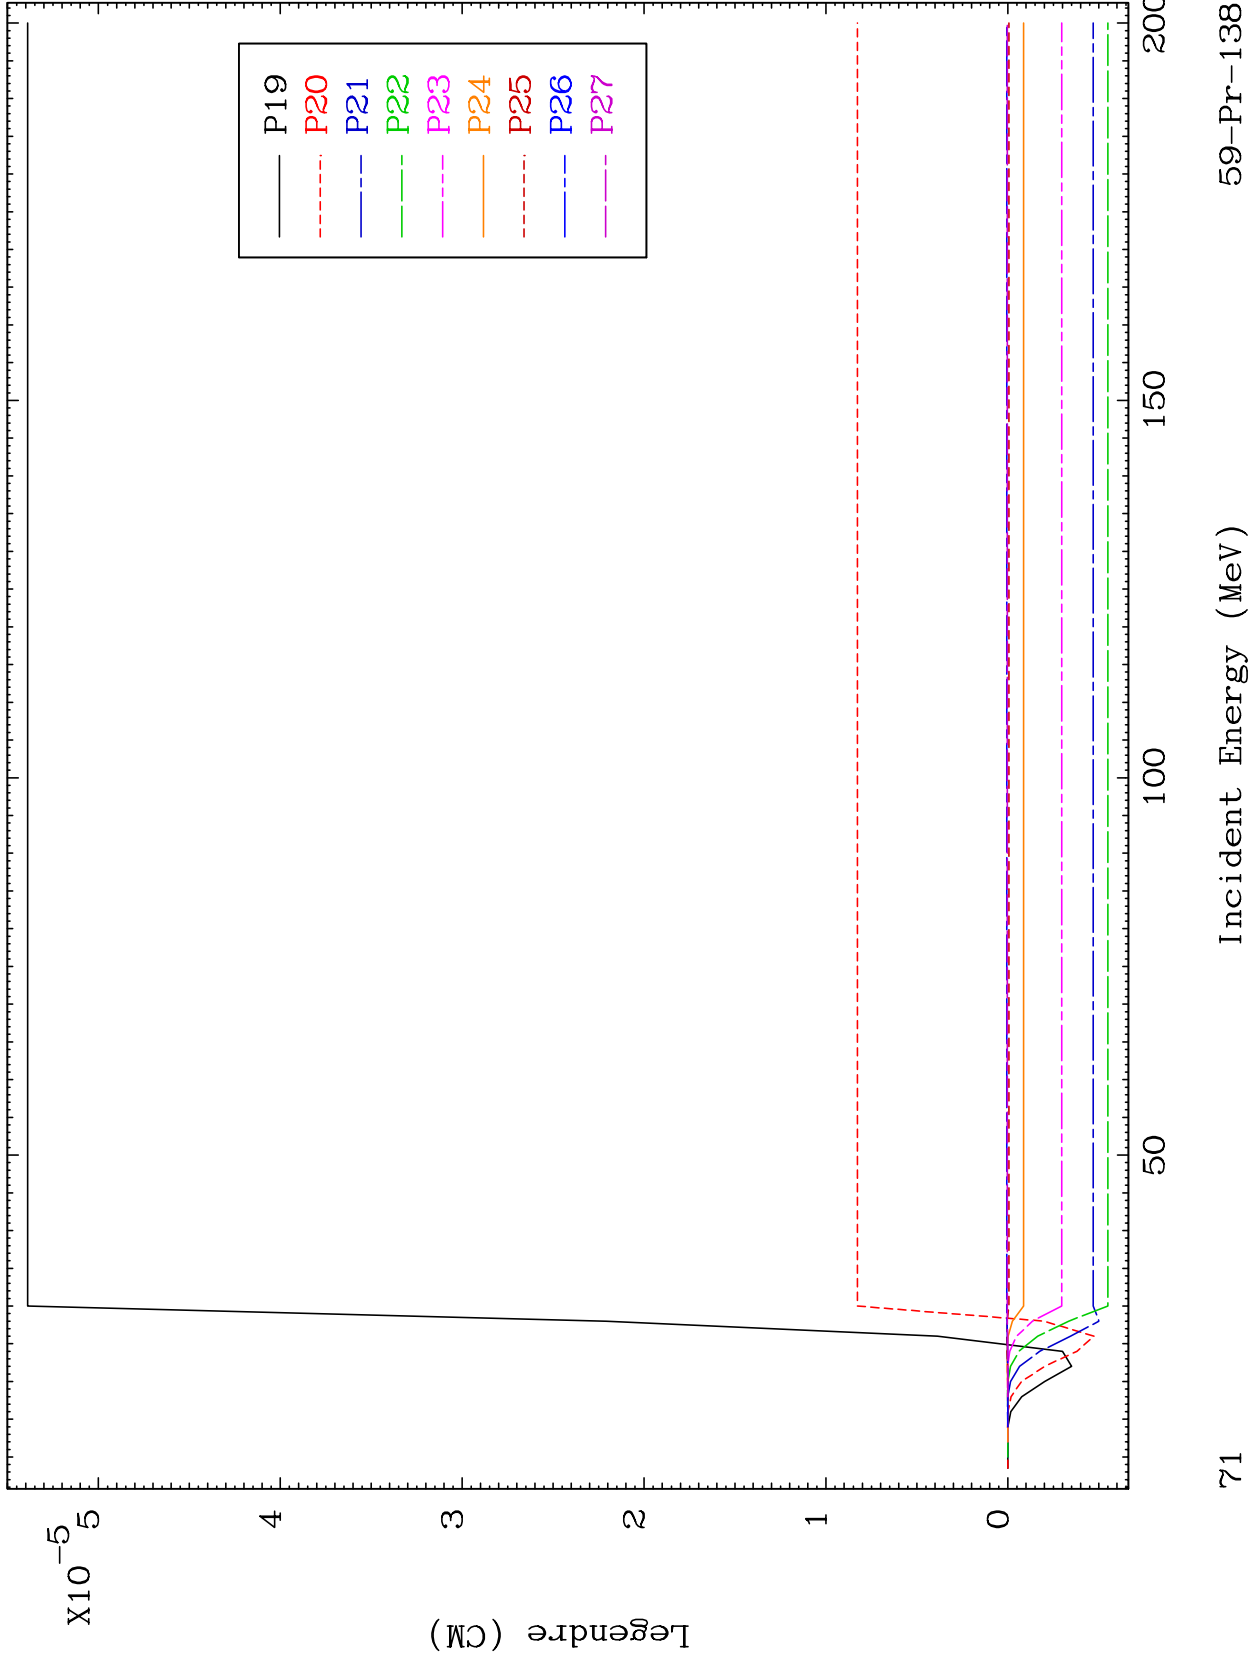 X10-5
5
4
3
2
1
0
Legendre (CM)
P19
P20
P21
P22
P23
P24
P25
P26
P27
50
100
150
200
Incident Energy (MeV)
71
59-Pr-138